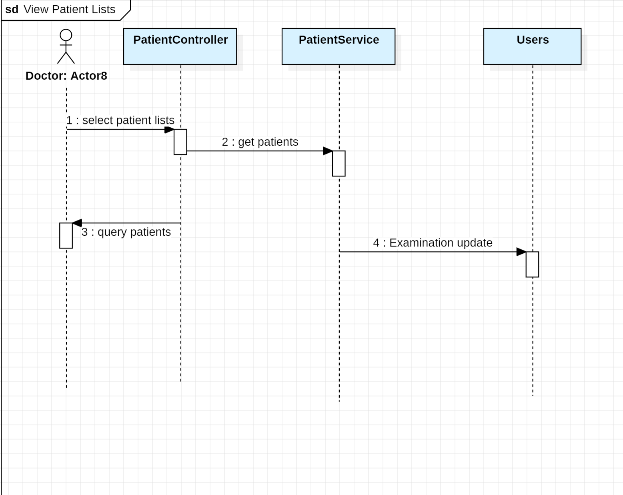 sd View Patient Lists
Doctor: Actor8
PatientController
PatientService
Users
1 : select patient lists
2 : get patients
3 : query patients
4 : Examination update